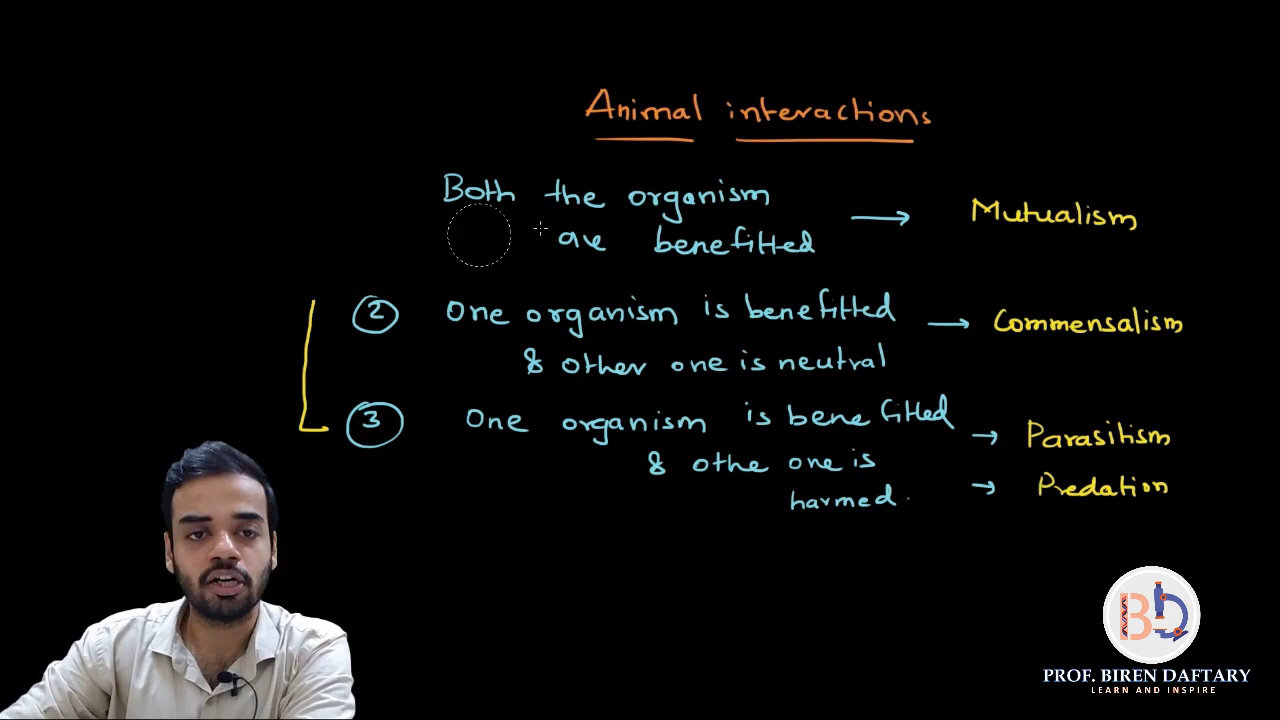 Animal interactions
Both the organism
are benefitted
→ Mutualism
2 One organism is benefitted
& other one is neutral
→ Commensalism
3 One organism is benefitted
& othe one is
harmed.
→ Parasitism
→ Predation
BD
PROF. BIREN DAFTARY
LEARN AND INSPIRE